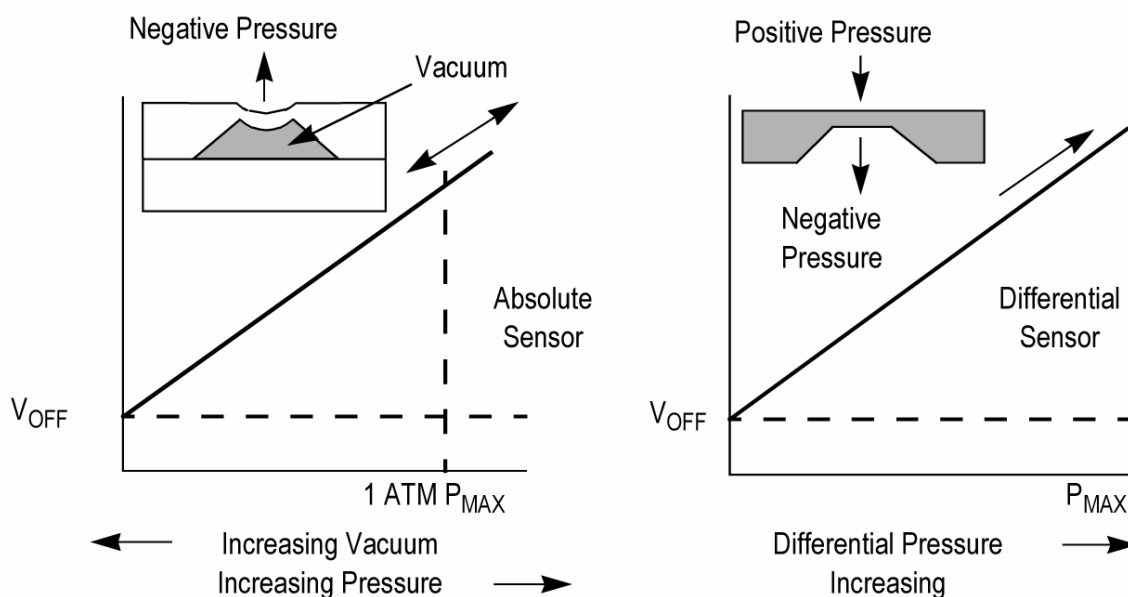 Negative Pressure
Vacuum
Absolute
Sensor
VOFF
1 ATM PMAX
Increasing Vacuum
Increasing Pressure
Positive Pressure
Negative
Pressure
Differential
Sensor
VOFF
PMAX
Differential Pressure
Increasing